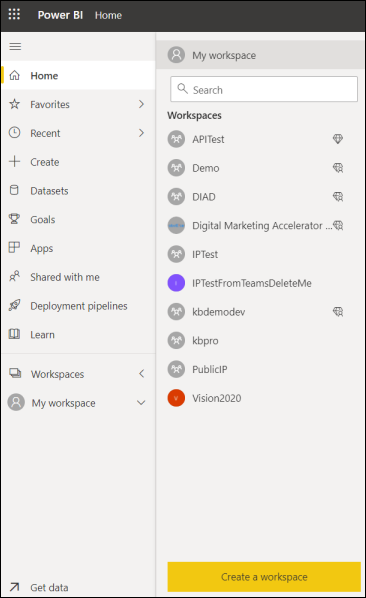 Power BI Home
My workspace
Home
Search
Favorites
Workspaces
Recent
APITest
Create
Demo
Datasets
DIAD
Goals
Digital Marketing Accelerator ...
Apps
IPTest
Shared with me
IPTestFromTeamsDeleteMe
Deployment pipelines
kbdemodev
Learn
kbpro
Workspaces
PublicIP
My workspace
V Vision2020
Create a workspace
Get data